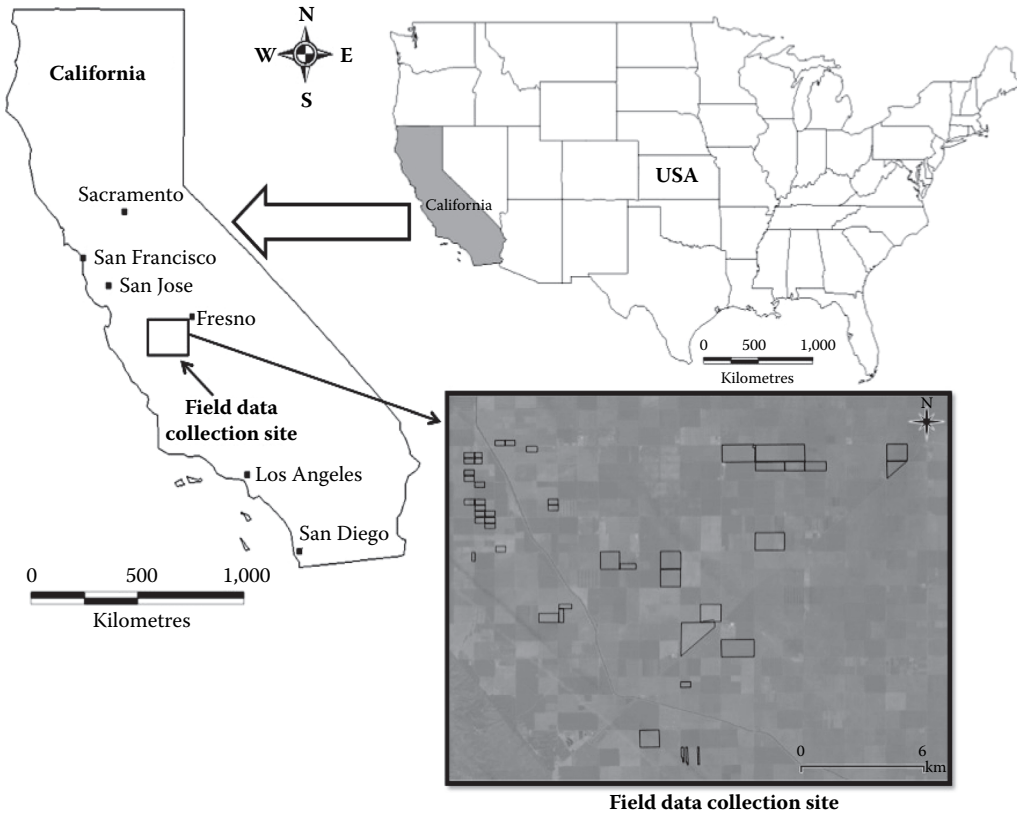 N
W E
S
California
Sacramento
San Francisco
San Jose
Fresno
Field data
collection site
Los Angeles
San Diego
0 500 1,000
Kilometres
USA
California
0 500 1,000
Kilometres
N
0 6
km
Field data collection site